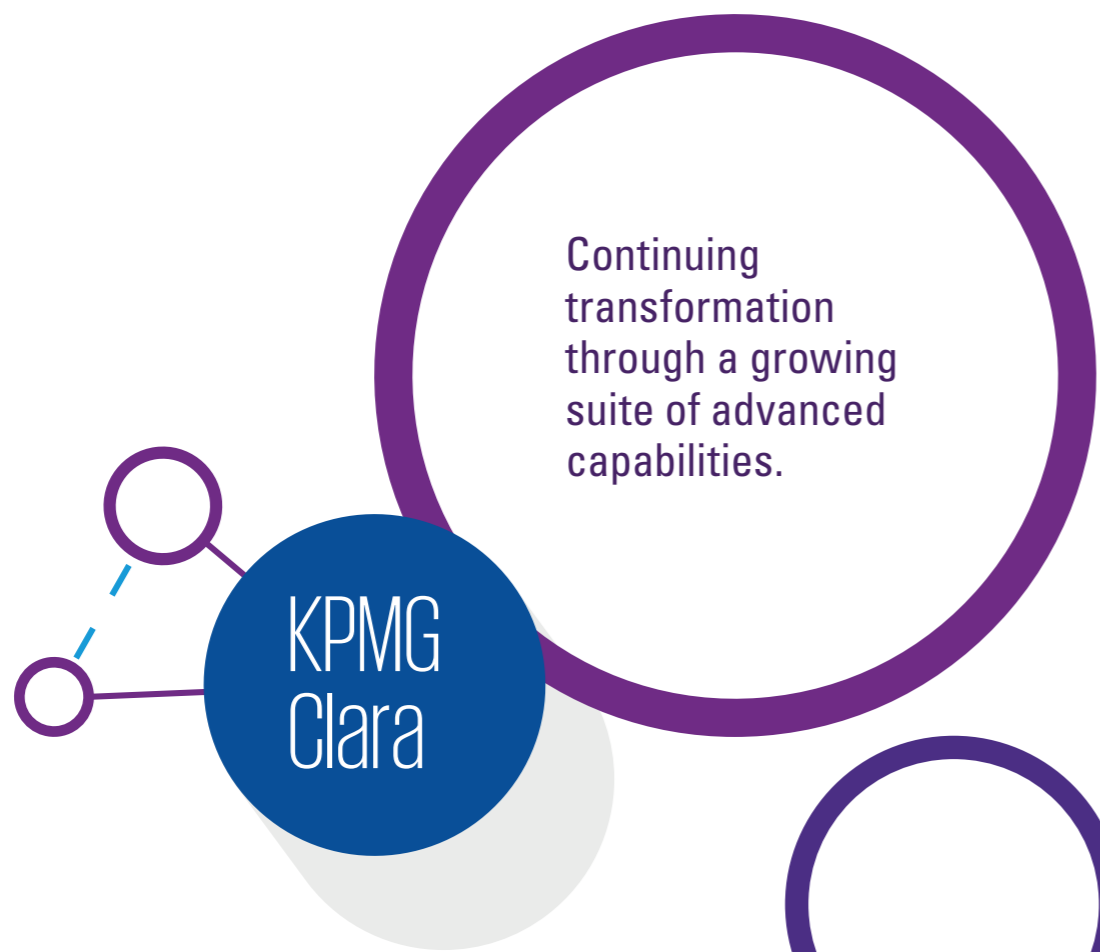 Continuing
transformation
through a growing
suite of advanced
capabilities.
KPMG
Clara